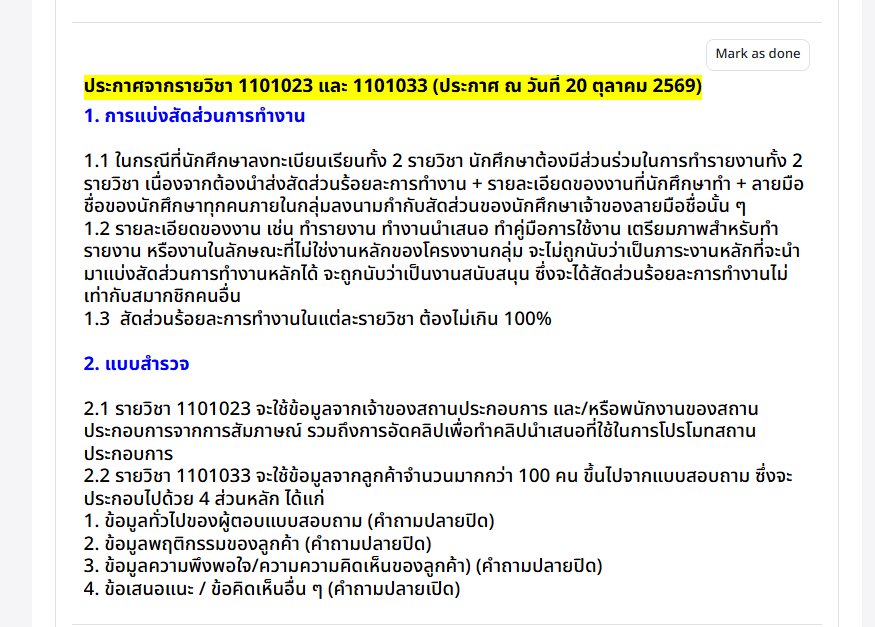 Mark as done
ประกาศจากรายวิชา 1101023 และ 1101033 (ประกาศ ณ วันที่ 20 ตุลาคม 2569)
1. การแบ่งสัดส่วนการทำงาน
1.1 ในกรณีที่นักศึกษาลงทะเบียนเรียนทั้ง 2 รายวิชา นักศึกษาต้องมีส่วนร่วมในการทำรายงานทั้ง 2
รายวิชา เนื่องจากต้องนำส่งสัดส่วนร้อยละการทำงาน + รายละเอียดของงานที่นักศึกษาทำ + ลายมือ
ชื่อของนักศึกษาทุกคนภายในกลุ่มลงนามกำกับสัดส่วนของนักศึกษาเจ้าของลายมือชื่อนั้น ๆ
1.2 รายละเอียดของงาน เช่น ทำรายงาน ทำงานนำเสนอ ทำคู่มือการใช้งาน เตรียมภาพสำหรับทำ
รายงาน หรืองานในลักษณะที่ไม่ใช่งานหลักของโครงงานกลุ่ม จะไม่ถูกนับว่าเป็นภาระงานหลักที่จะนำ
มาแบ่งสัดส่วนการทำงานหลักได้ จะถูกนับว่าเป็นงานสนับสนุน ซึ่งจะได้สัดส่วนร้อยละการทำงานไม่
เท่ากับสมาชิกคนอื่น
1.3 สัดส่วนร้อยละการทำงานในแต่ละรายวิชา ต้องไม่เกิน 100%
2. แบบสำรวจ
2.1 รายวิชา 1101023 จะใช้ข้อมูลจากเจ้าของสถานประกอบการ และ/หรือพนักงานของสถาน
ประกอบการจากการสัมภาษณ์ รวมถึงการอัดคลิปเพื่อทำคลิปนำเสนอที่ใช้ในการโปรโมทสถาน
ประกอบการ
2.2 รายวิชา 1101033 จะใช้ข้อมูลจากลูกค้าจำนวนมากกว่า 100 คน ขึ้นไปจากแบบสอบถาม ซึ่งจะ
ประกอบไปด้วย 4 ส่วนหลัก ได้แก่
1. ข้อมูลทั่วไปของผู้ตอบแบบสอบถาม (คำถามปลายปิด)
2. ข้อมูลพฤติกรรมของลูกค้า (คำถามปลายปิด)
3. ข้อมูลความพึงพอใจ/ความความคิดเห็นของลูกค้า) (คำถามปลายปิด)
4. ข้อเสนอแนะ / ข้อคิดเห็นอื่น ๆ (คำถามปลายเปิด)